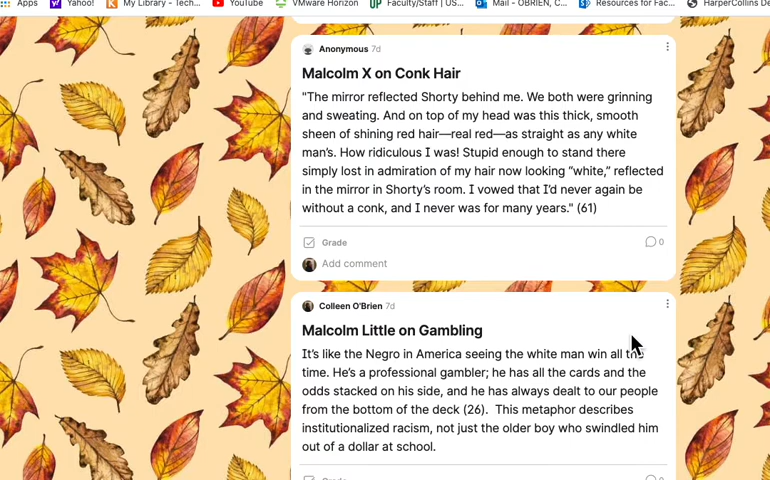 Apps Yahoo! My Library - Tech... YouTube VMware Horizon Faculty/Staff | US... Mail - OBRIEN, C... Resources for Fac... HarperCollins De
Anonymous 7d
Malcolm X on Conk Hair
"The mirror reflected Shorty behind me. We both were grinning
and sweating. And on top of my head was this thick, smooth
sheen of shining red hair—real red—as straight as any white
man's. How ridiculous I was! Stupid enough to stand there
simply lost in admiration of my hair now looking “white,” reflected
in the mirror in Shorty’s room. I vowed that I’d never again be
without a conk, and I never was for many years." (61)
Grade 0
Add comment
Colleen O'Brien 7d
Malcolm Little on Gambling
It’s like the Negro in America seeing the white man win all the
time. He’s a professional gambler; he has all the cards and the
odds stacked on his side, and he has always dealt to our people
from the bottom of the deck (26). This metaphor describes
institutionalized racism, not just the older boy who swindled him
out of a dollar at school.